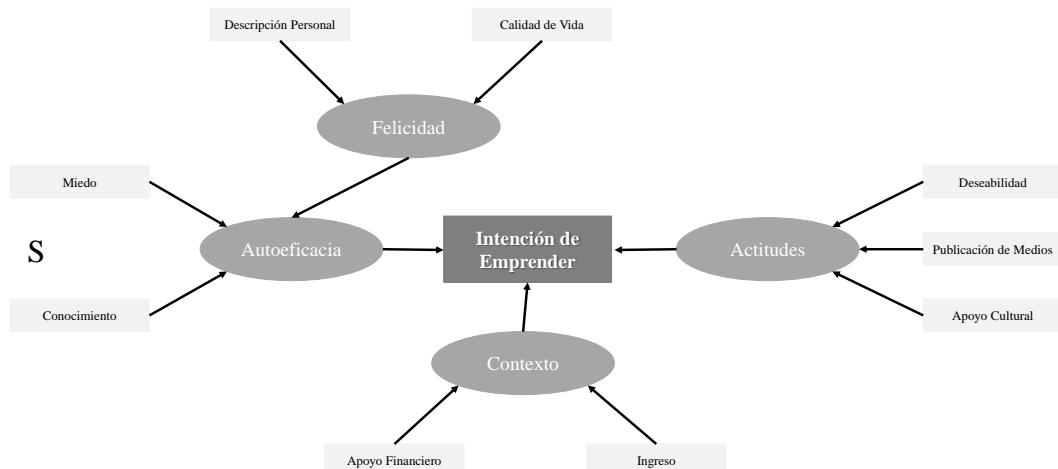 Descripción Personal
Calidad de Vida
Felicidad
Miedo
Deseabilidad
S
Autoeficacia
Intención de
Emprender
Actitudes
Publicación de Medios
Conocimiento
Apoyo Cultural
Contexto
Apoyo Financiero
Ingreso